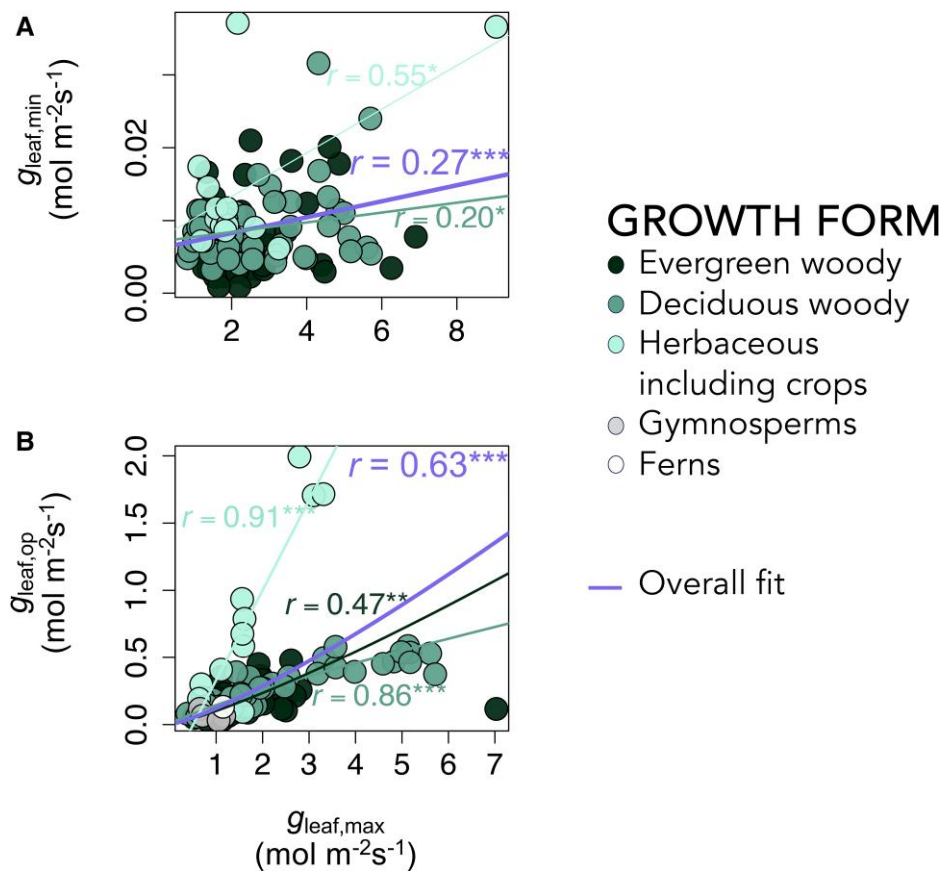 A
g leaf,min
(mol m-2s-1)
0.00
0.02
r = 0.55*
r = 0.27***
r = 0.20*
2 4 6 8
B
g leaf,op
(mol m-2s-1)
0.0 0.5 1.0 1.5 2.0
r = 0.63***
r = 0.91***
r = 0.47**
r = 0.86***
1 2 3 4 5 6 7
g leaf,max
(mol m-2s-1)
GROWTH FORM
Evergreen woody
Deciduous woody
Herbaceous
including crops
Gymnosperms
Ferns
Overall fit